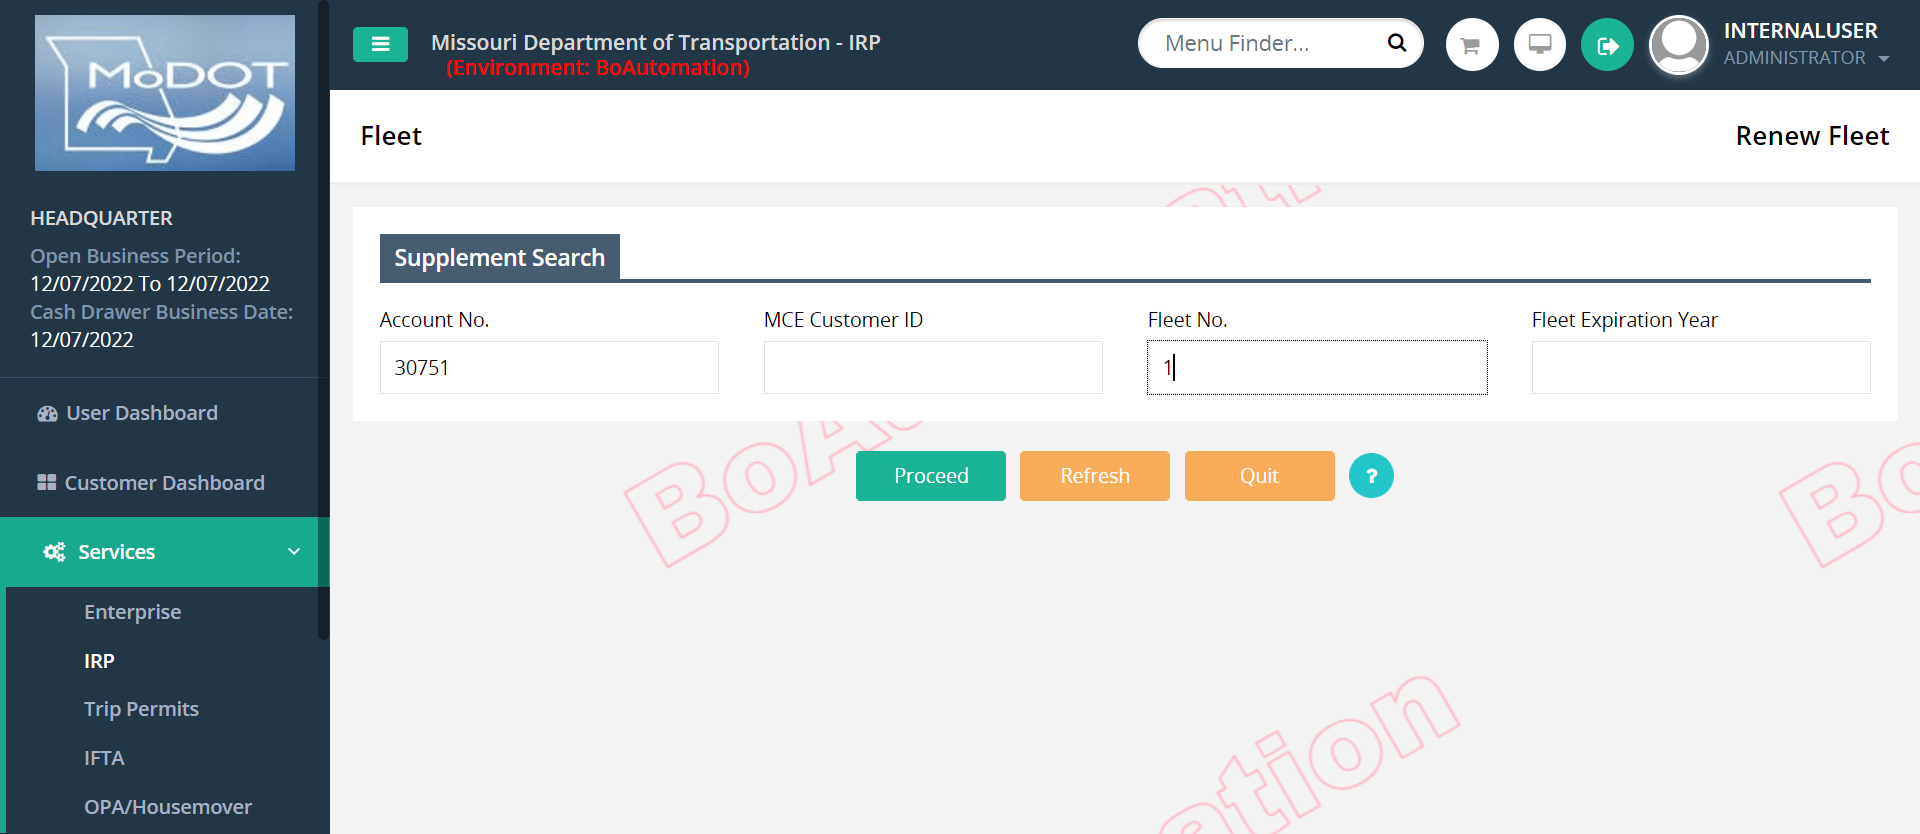 MoDOT
HEADQUARTER
Open Business Period:
12/07/2022 To 12/07/2022
Cash Drawer Business Date:
12/07/2022
User Dashboard
Customer Dashboard
Services
Enterprise
IRP
Trip Permits
IFTA
OPA/Housemover
Missouri Department of Transportation - IRP
(Environment: BoAutomation)
Menu Finder...
INTERNALUSER
ADMINISTRATOR
Fleet
Renew Fleet
Supplement Search
Account No.
MCE Customer ID
Fleet No.
Fleet Expiration Year
30751
1
Proceed
Refresh
Quit
?
BoAu
Bo
ation